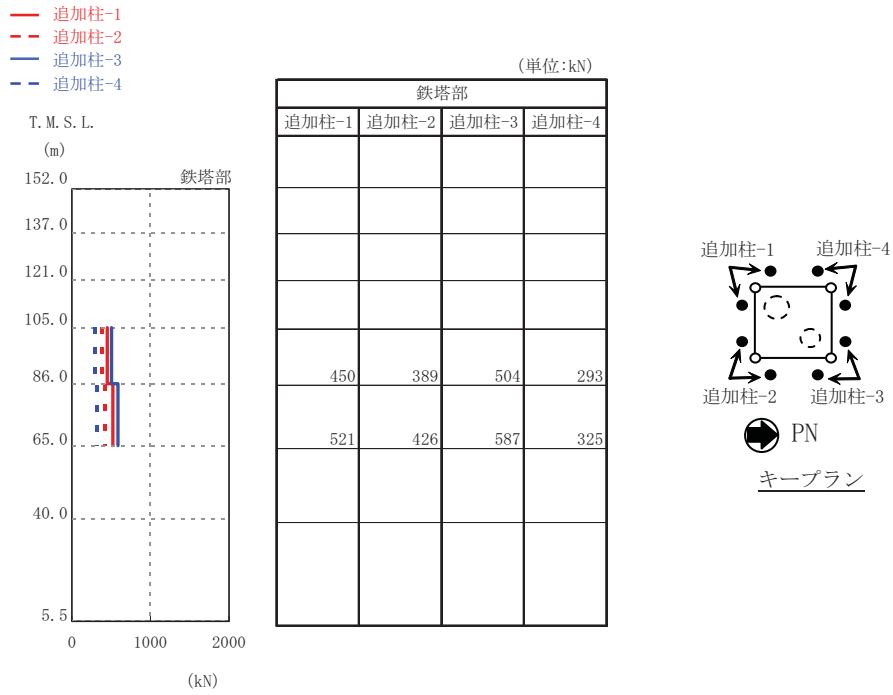 追加柱-1
追加柱-2
追加柱-3
追加柱-4
T.M.S.L.
(m)
鉄塔部
152.0
137.0
121.0
105.0
86.0
65.0
40.0
5.5
0 1000 2000
(kN)
(単位:kN)
鉄塔部
追加柱-1 追加柱-2 追加柱-3 追加柱-4
450 389 504 293
521 426 587 325
追加柱-1 追加柱-4
追加柱-2 追加柱-3
PN
キープラン